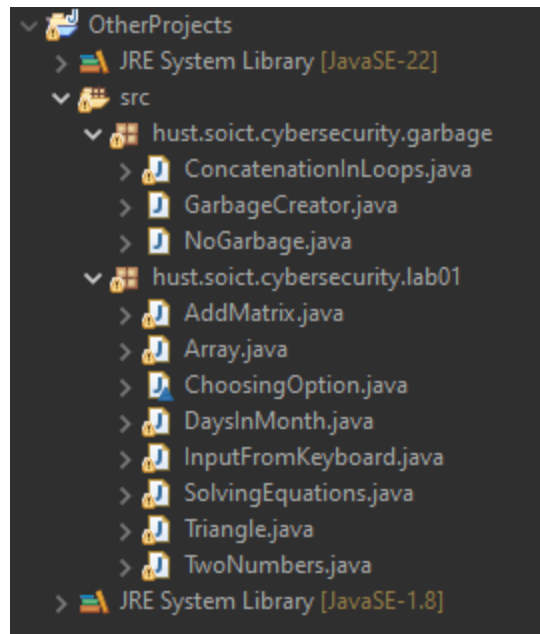 OtherProjects
JRE System Library [JavaSE-22]
src
hust.soict.cybersecurity.garbage
ConcatenationInLoops.java
GarbageCreator.java
NoGarbage.java
hust.soict.cybersecurity.lab01
AddMatrix.java
Array.java
ChoosingOption.java
DaysInMonth.java
InputFromKeyboard.java
SolvingEquations.java
Triangle.java
TwoNumbers.java
JRE System Library [JavaSE-1.8]